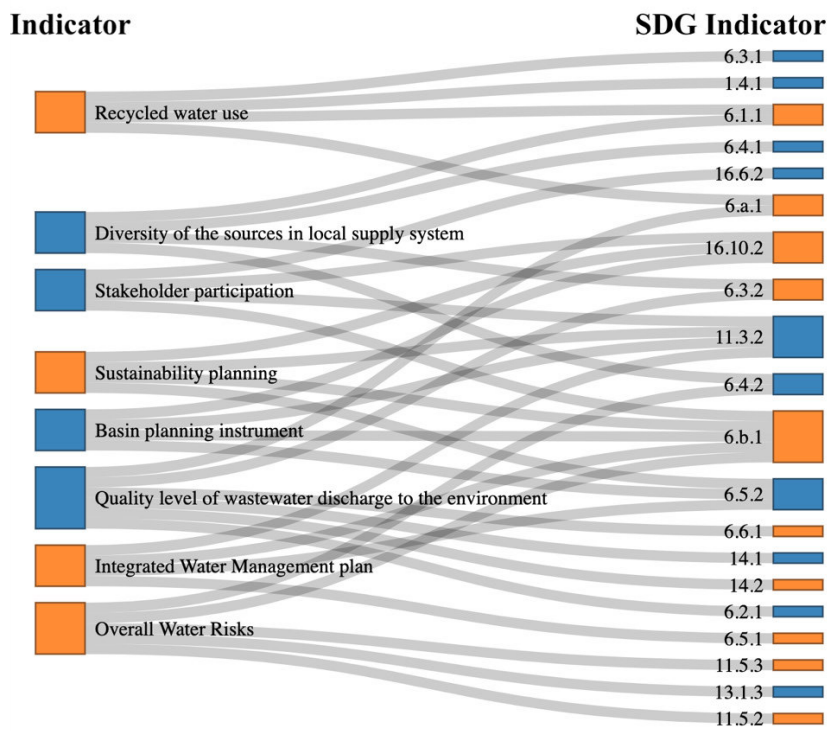 Indicator
SDG Indicator
Recycled water use
Diversity of the sources in local supply system
Stakeholder participation
Sustainability planning
Basin planning instrument
Quality level of wastewater discharge to the environment
Integrated Water Management plan
Overall Water Risks
6.3.1
1.4.1
6.1.1
6.4.1
16.6.2
6.a.1
16.10.2
6.3.2
11.3.2
6.4.2
6.b.1
6.5.2
6.6.1
14.1
14.2
6.2.1
6.5.1
11.5.3
13.1.3
11.5.2